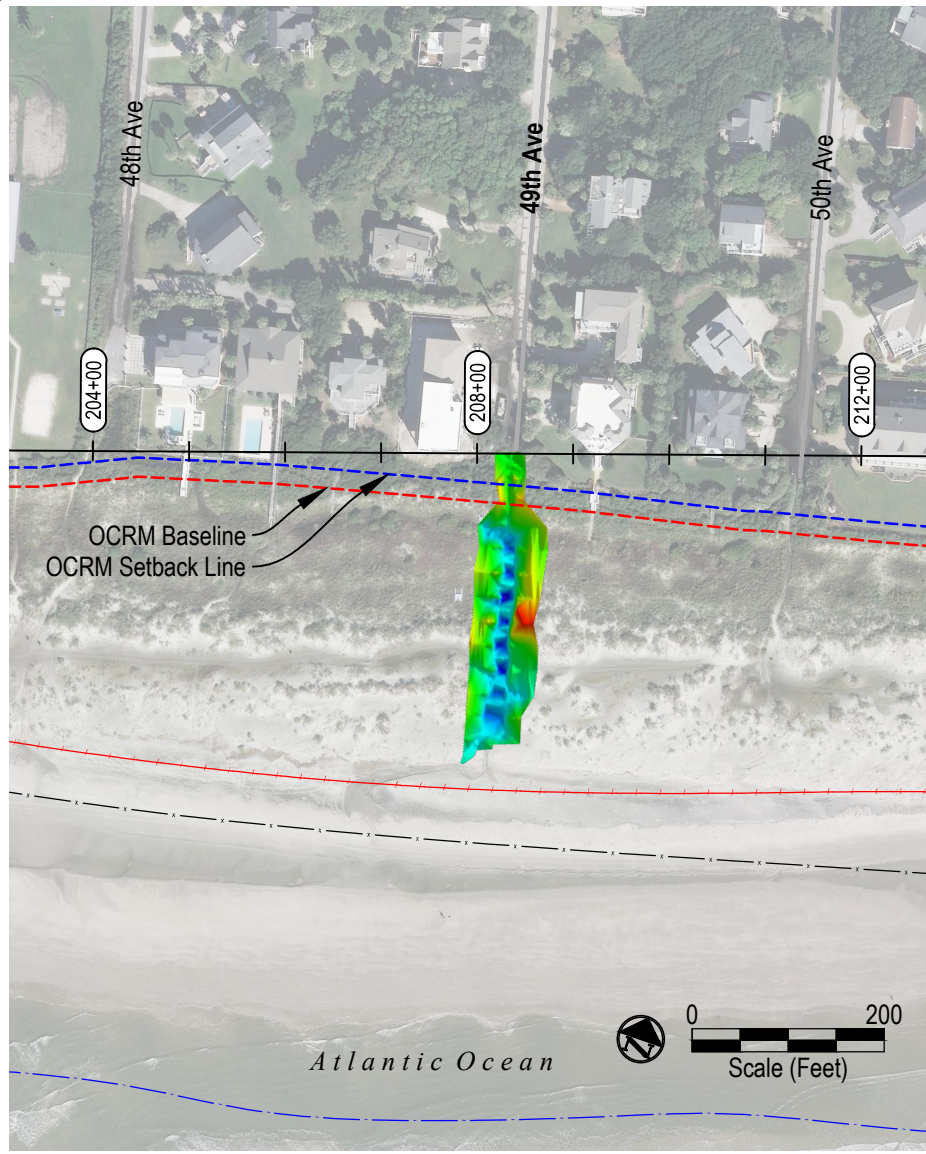 48th Ave
49th Ave
50th Ave
204+00
208+00
212+00
OCRM Baseline
OCRM Setback Line
0 200
Scale (Feet)
N
Atlantic Ocean